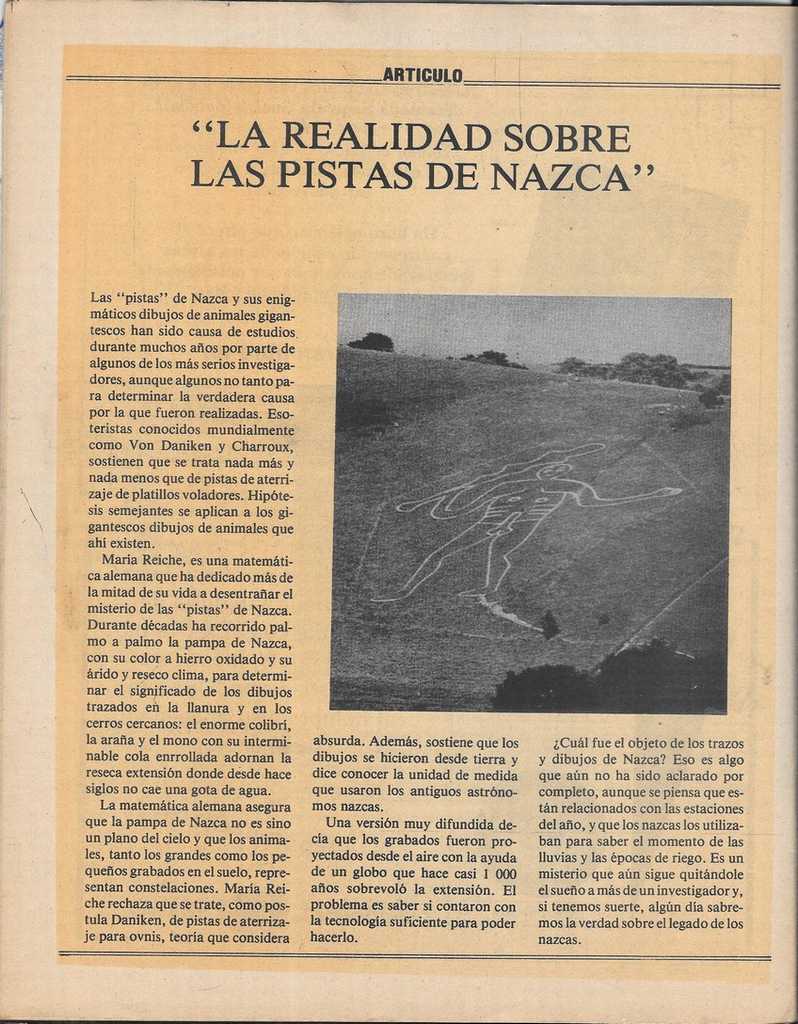 ARTICULO
“LA REALIDAD SOBRE
LAS PISTAS DE NAZCA”
Las “pistas” de Nazca y sus enig-
máticos dibujos de animales gigan-
tescos han sido causa de estudios
durante muchos años por parte de
algunos de los más serios investiga-
dores, aunque algunos no tanto pa-
ra determinar la verdadera causa
por la que fueron realizadas. Eso-
teristas conocidos mundialmente
como Von Daniken y Charroux,
sostienen que se trata nada más y
nada menos que de pistas de aterri-
zaje de platillos voladores. Hipóte-
sis semejantes se aplican a los gi-
gantescos dibujos de animales que
ahí existen.
María Reiche, es una matemáti-
ca alemana que ha dedicado más de
la mitad de su vida a desentrañar el
misterio de las “pistas” de Nazca.
Durante décadas ha recorrido pal-
mo a palmo la pampa de Nazca,
con su color a hierro oxidado y su
árido y reseco clima, para determi-
nar el significado de los dibujos
trazados en la llanura y en los
cerros cercanos: el enorme colibrí,
la araña y el mono con su intermi-
nable cola enrrollada adornan la
reseca extensión donde desde hace
siglos no cae una gota de agua.
La matemática alemana asegura
que la pampa de Nazca no es sino
un plano del cielo y que los anima-
les, tanto los grandes como los pe-
queños grabados en el suelo, repre-
sentan constelaciones. María Rei-
che rechaza que se trate, como pos-
tula Daniken, de pistas de aterriza-
je para ovnis, teoría que considera
absurda. Además, sostiene que los
dibujos se hicieron desde tierra y
dice conocer la unidad de medida
que usaron los antiguos astróno-
mos nazcas.
Una versión muy difundida de-
cía que los grabados fueron pro-
yectados desde el aire con la ayuda
de un globo que hace casi 1 000
años sobrevoló la extensión. El
problema es saber si contaron con
la tecnología suficiente para poder
hacerlo.
¿Cuál fue el objeto de los trazos
y dibujos de Nazca? Eso es algo
que aún no ha sido aclarado por
completo, aunque se piensa que es-
tán relacionados con las estaciones
del año, y que los nazcas los utiliza-
ban para saber el momento de las
lluvias y las épocas de riego. Es un
misterio que aún sigue quitándole
el sueño a más de un investigador y,
si tenemos suerte, algún día sabre-
mos la verdad sobre el legado de los
nazcas.